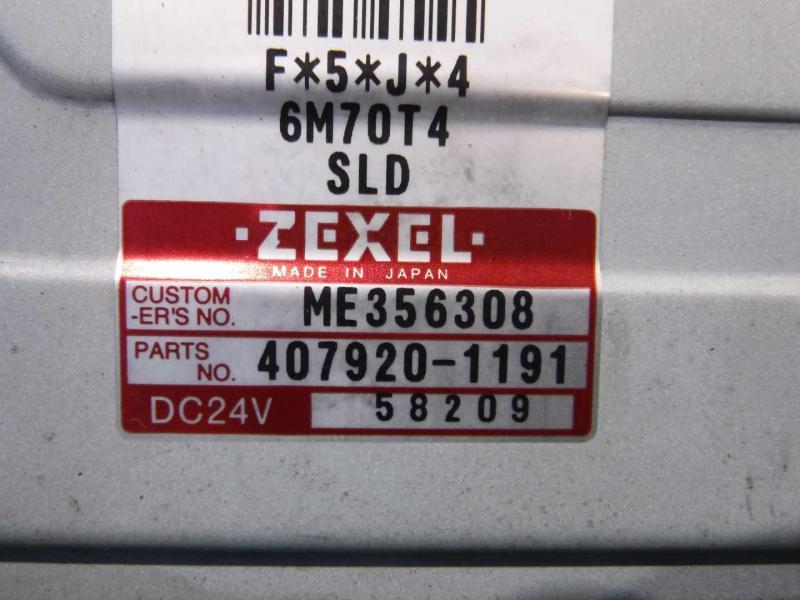 F*5*J*4
6M70T4
SLD
·ZEXEL·
MADE IN JAPAN
CUSTOM
-ER'S NO. ME356308
PARTS
NO. 407920-1191
DC24V 58209